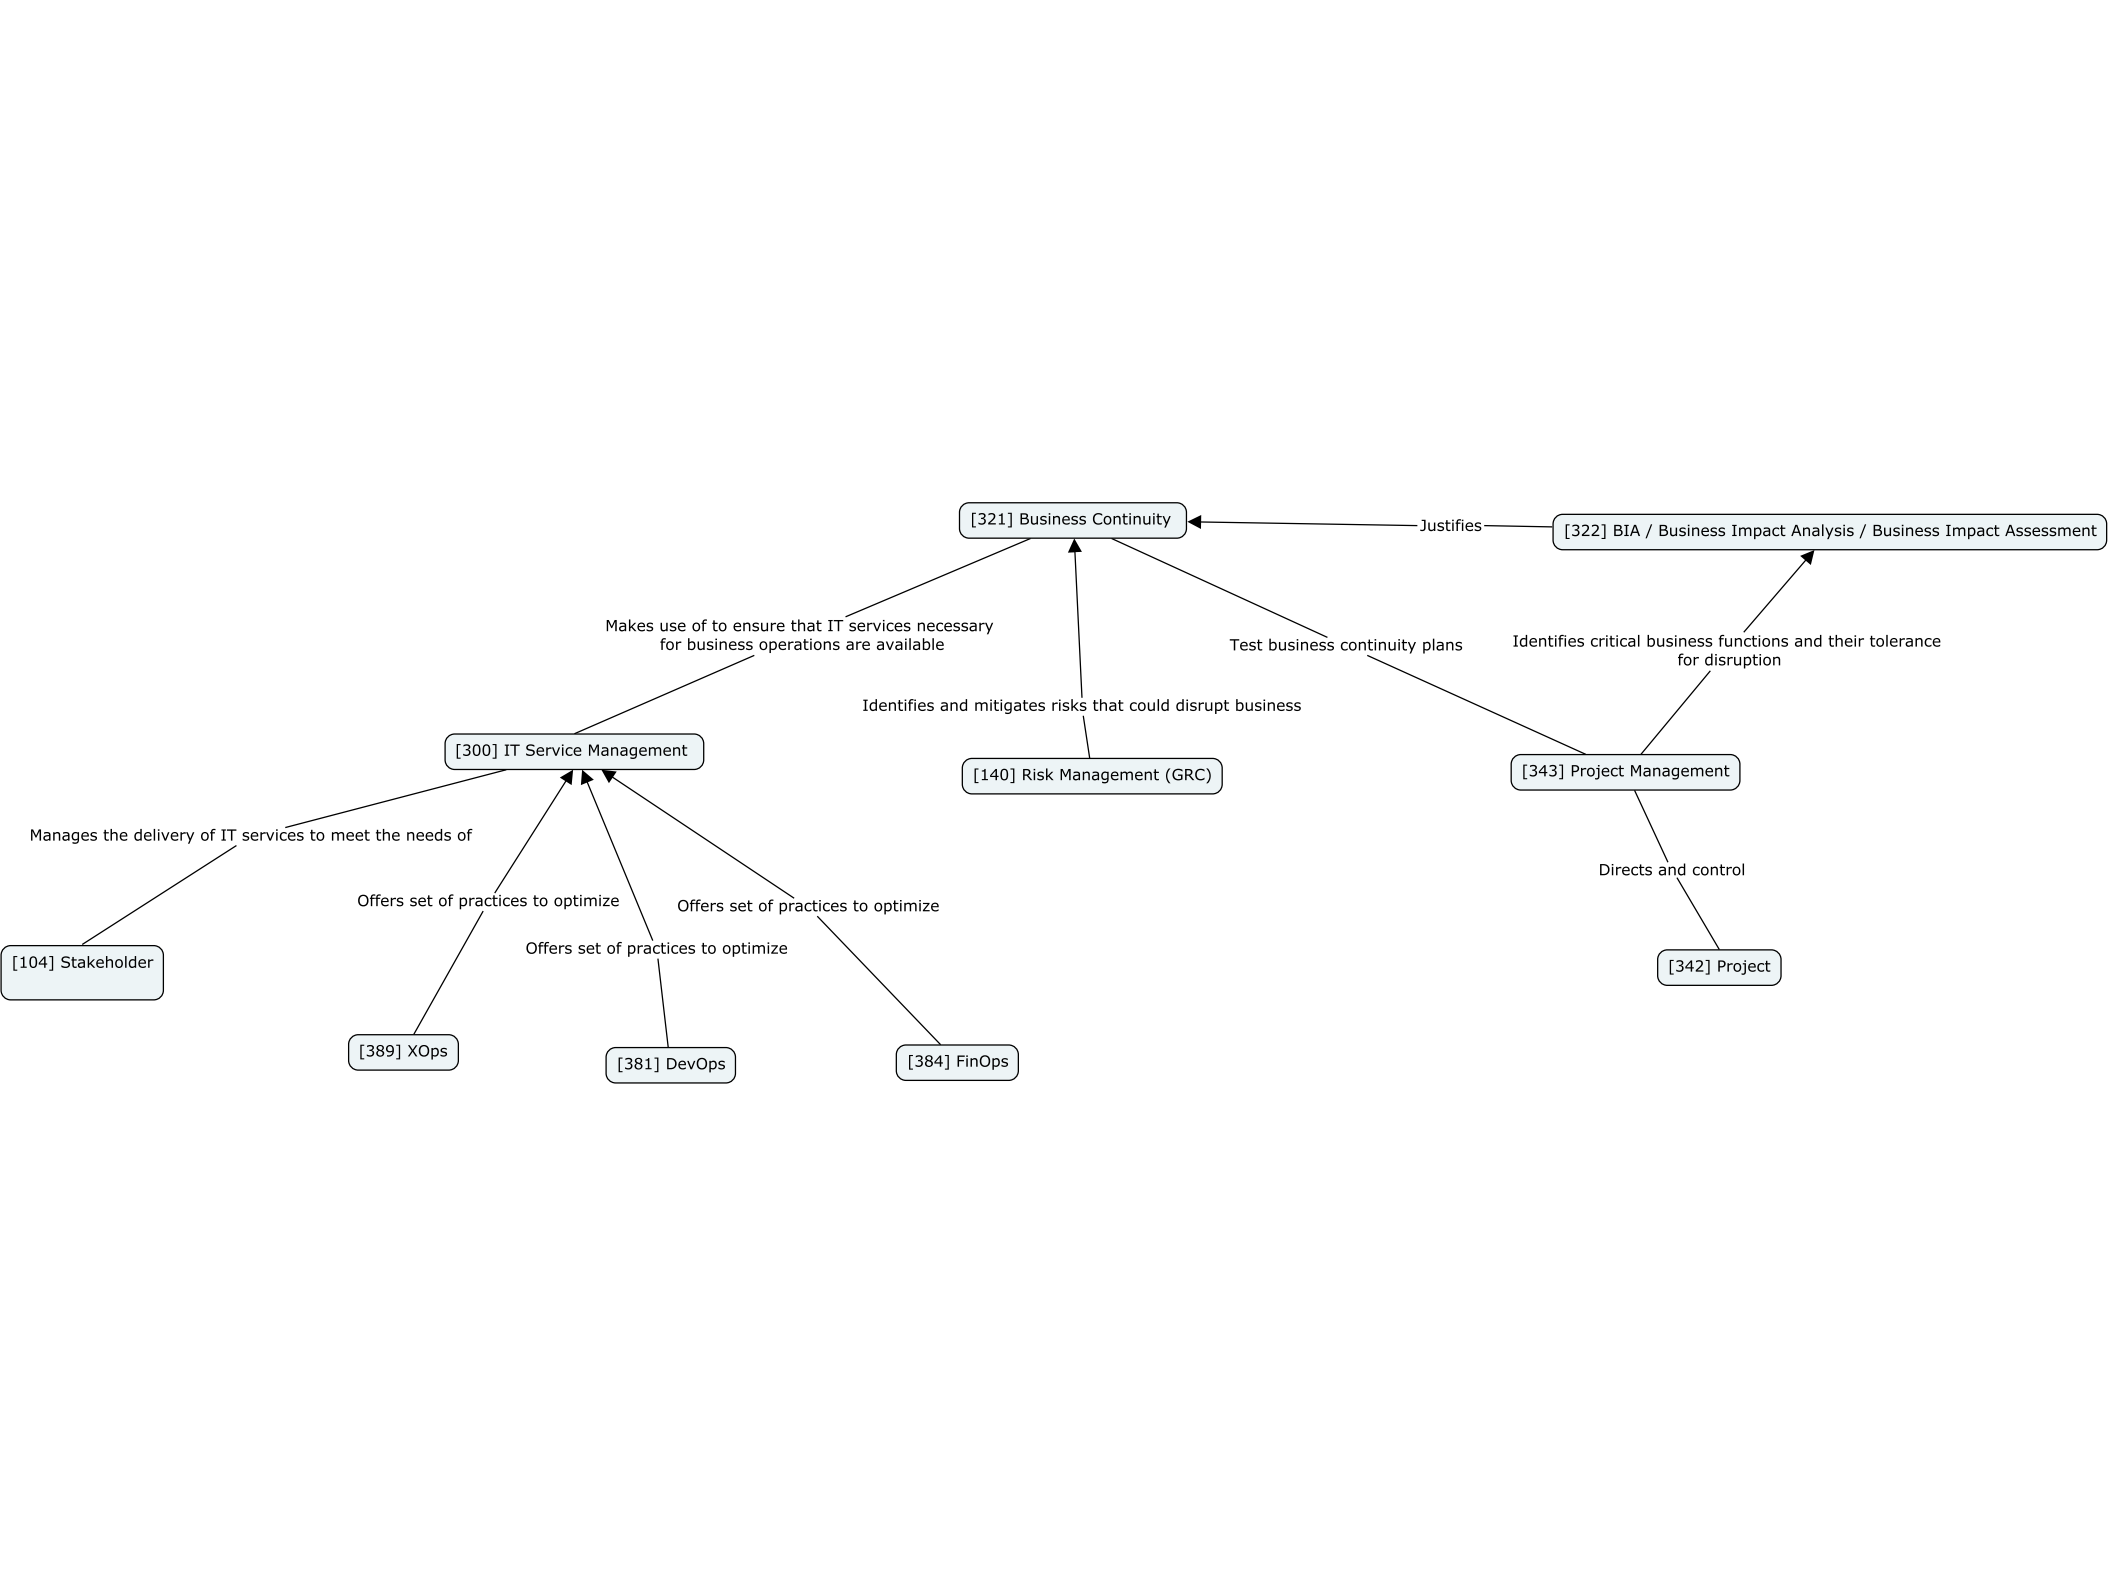 [321] Business Continuity
Justifies
[322] BIA / Business Impact Analysis / Business Impact Assessment
Makes use of to ensure that IT services necessary
for business operations are available
Test business continuity plans
Identifies critical business functions and their tolerance
for disruption
Identifies and mitigates risks that could disrupt business
[300] IT Service Management
[140] Risk Management (GRC)
[343] Project Management
Manages the delivery of IT services to meet the needs of
Directs and control
Offers set of practices to optimize
Offers set of practices to optimize
Offers set of practices to optimize
[104] Stakeholder
[342] Project
[389] XOps
[381] DevOps
[384] FinOps